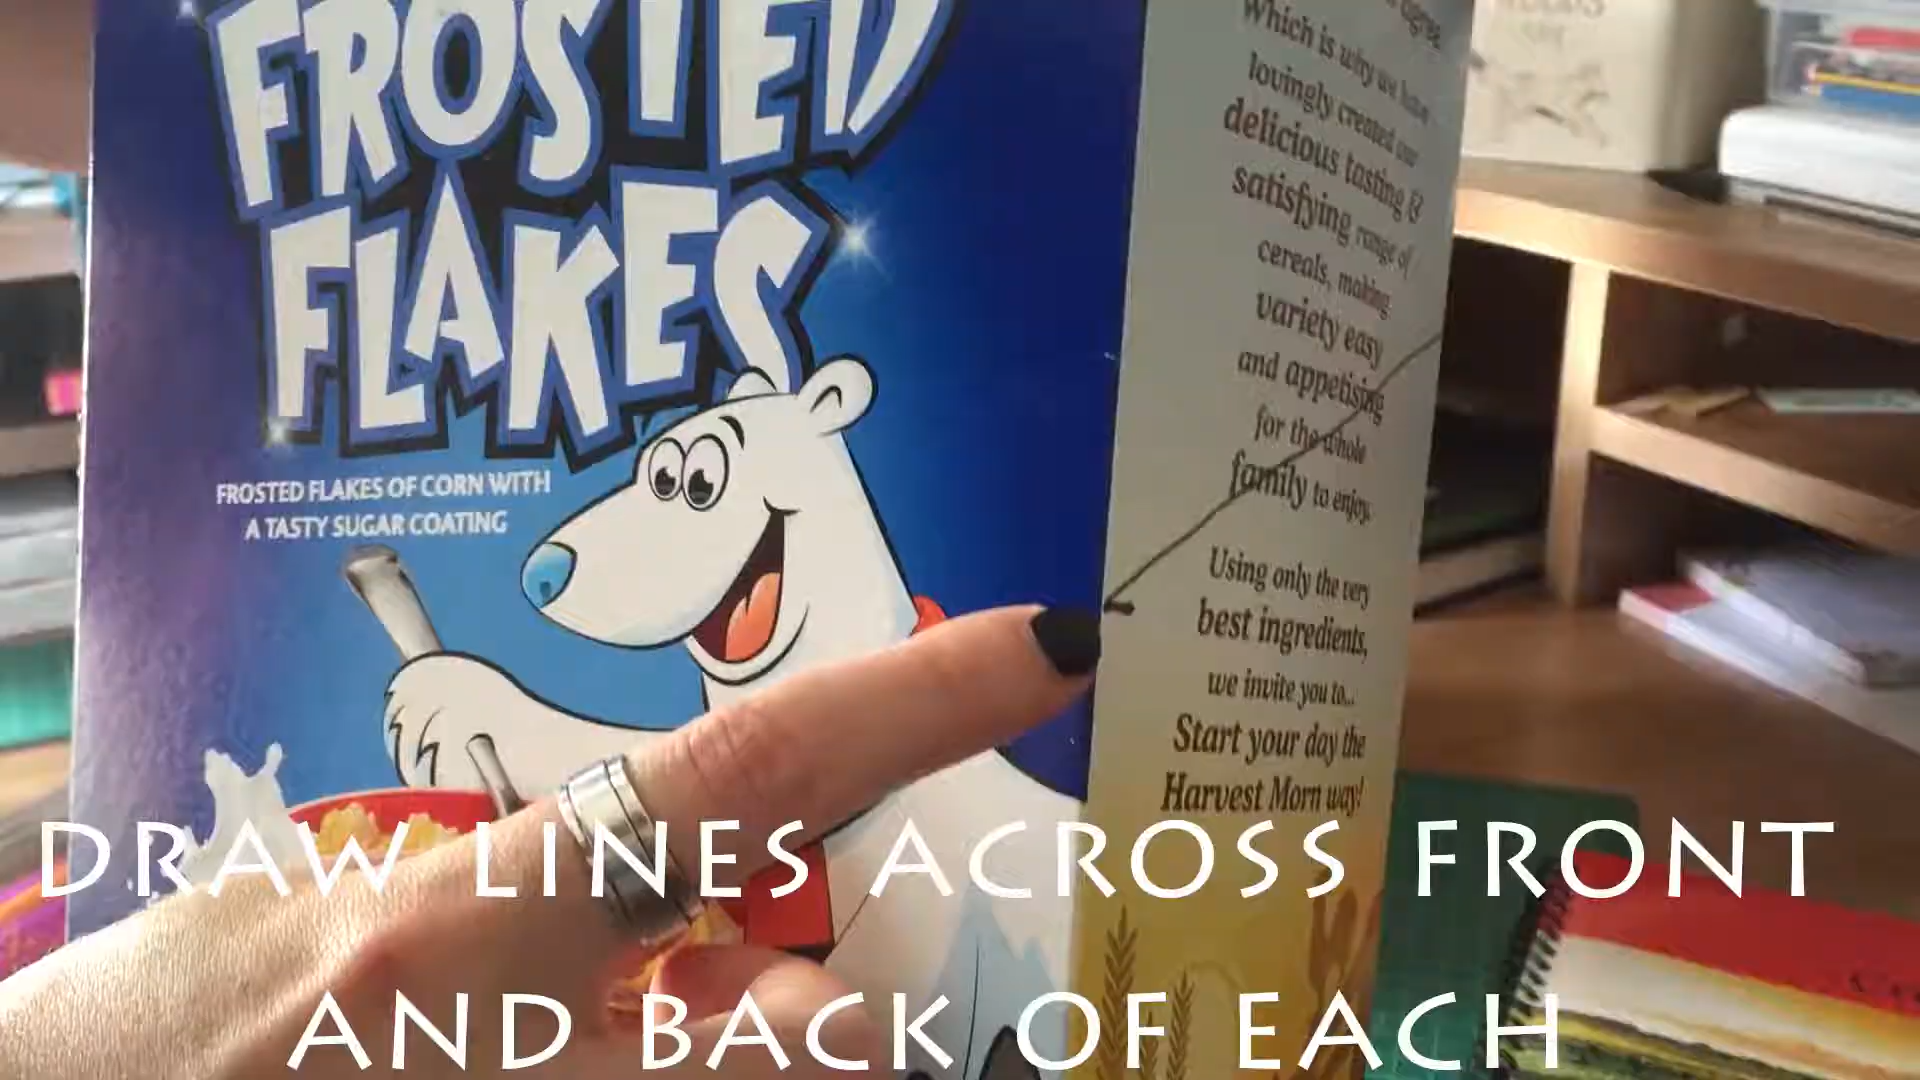 FROSTED
FLAKES
FROSTED FLAKES OF CORN WITH
A TASTY SUGAR COATING
agree.
Which is why we have
lovingly created our
delicious tasting &
satisfying range of
cereals, making
variety easy
and appetising
for the whole
family to enjoy.
Using only the very
best ingredients,
we invite you to...
Start your day the
Harvest Morn way!
DRAW LINES ACROSS FRONT
AND BACK OF EACH